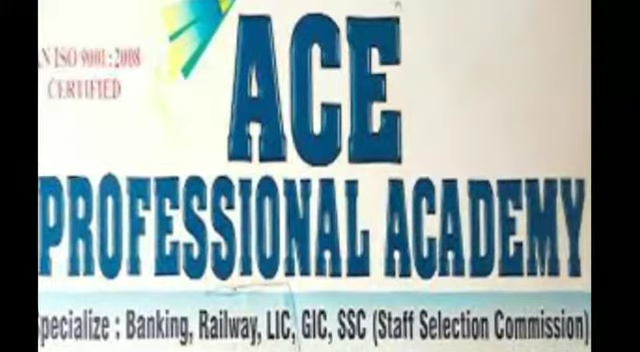 AN ISO 9001:2008
CERTIFIED
ACE
PROFESSIONAL ACADEMY
Specialize : Banking, Railway, LIC, GIC, SSC (Staff Selection Commission)